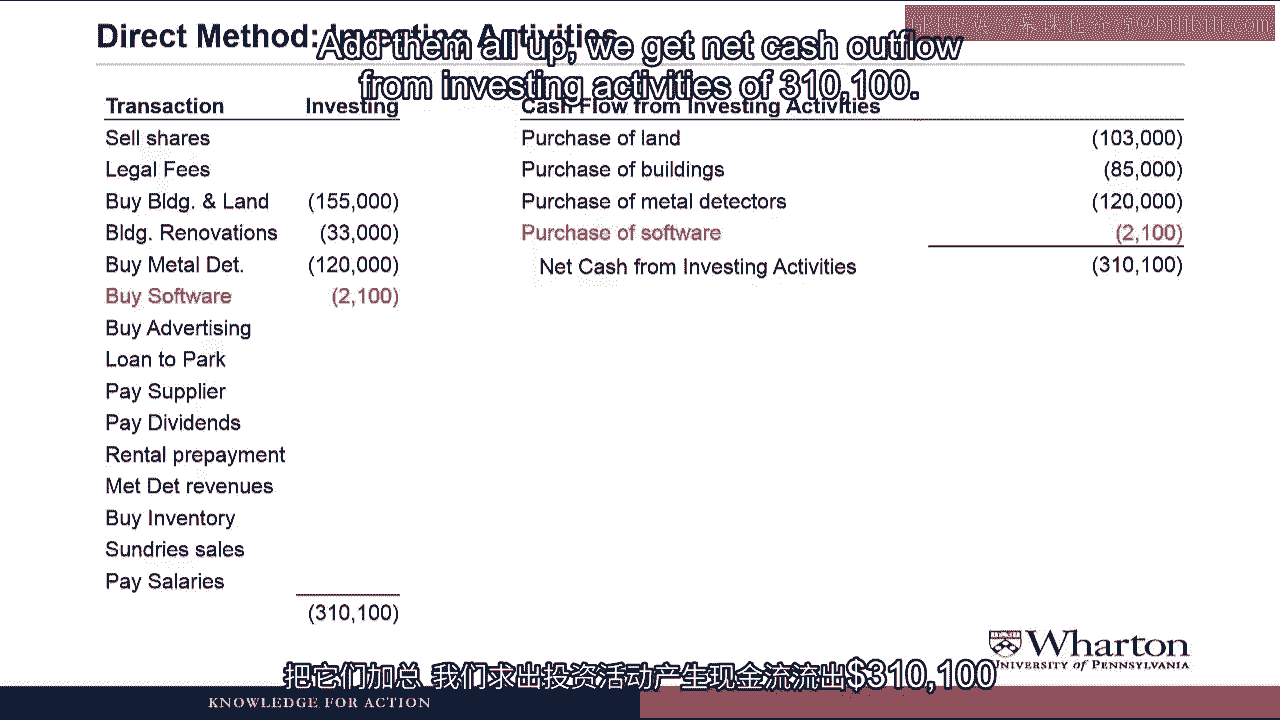 Direct Method: Investing Activities
Add them all up, we get net cash outflow
from investing activities of 310,100.
Transaction Investing
Sell shares
Legal Fees
Buy Bldg. & Land (155,000)
Bldg. Renovations (33,000)
Buy Metal Det. (120,000)
Buy Software (2,100)
Buy Advertising
Loan to Park
Pay Supplier
Pay Dividends
Rental prepayment
Met Det revenues
Buy Inventory
Sundries sales
Pay Salaries
(310,100)
Cash Flow from Investing Activities
Purchase of land (103,000)
Purchase of buildings (85,000)
Purchase of metal detectors (120,000)
Purchase of software (2,100)
Net Cash from Investing Activities (310,100)
Wharton
UNIVERSITY of PENNSYLVANIA
把它们加总 我们求出投资活动产生现金流流出$310,100
KNOWLEDGE FOR ACTION